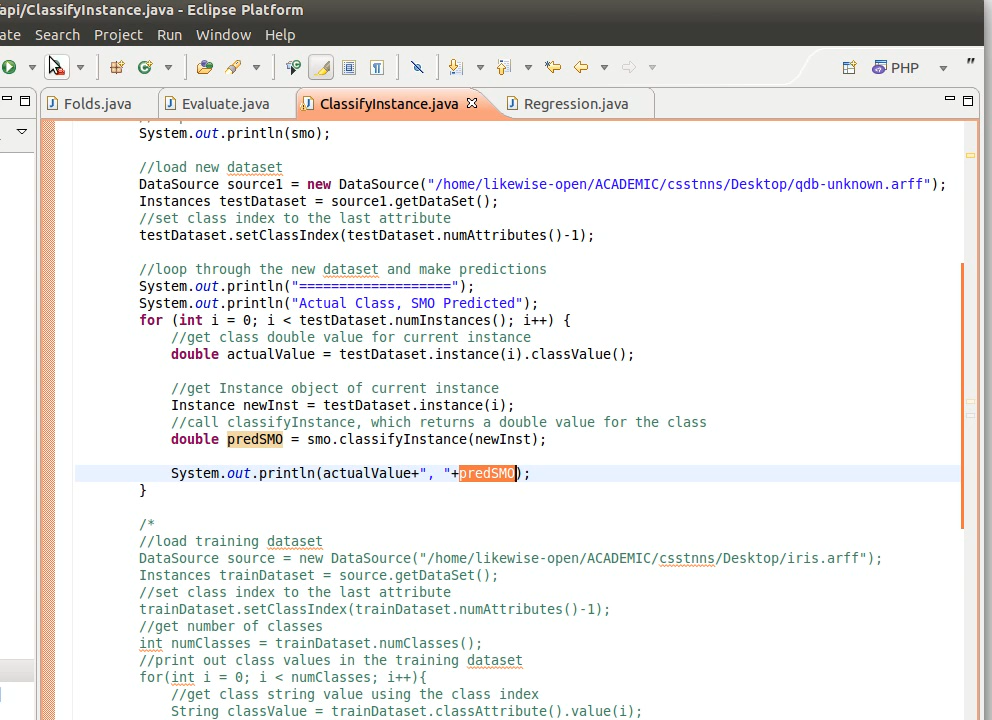 api/ClassifyInstance.java - Eclipse Platform
ate Search Project Run Window Help
PHP
Folds.java Evaluate.java ClassifyInstance.java Regression.java
System.out.println(smo);
//load new dataset
DataSource source1 = new DataSource("/home/likewise-open/ACADEMIC/csstnns/Desktop/qdb-unknown.arff");
Instances testDataset = source1.getDataSet();
//set class index to the last attribute
testDataset.setClassIndex(testDataset.numAttributes()-1);
//loop through the new dataset and make predictions
System.out.println("===================");
System.out.println("Actual Class, SMO Predicted");
for (int i = 0; i < testDataset.numInstances(); i++) {
//get class double value for current instance
double actualValue = testDataset.instance(i).classValue();
//get Instance object of current instance
Instance newInst = testDataset.instance(i);
//call classifyInstance, which returns a double value for the class
double predSMO = smo.classifyInstance(newInst);
System.out.println(actualValue+", "+predSMO);
}
/*
//load training dataset
DataSource source = new DataSource("/home/likewise-open/ACADEMIC/csstnns/Desktop/iris.arff");
Instances trainDataset = source.getDataSet();
//set class index to the last attribute
trainDataset.setClassIndex(trainDataset.numAttributes()-1);
//get number of classes
int numClasses = trainDataset.numClasses();
//print out class values in the training dataset
for(int i = 0; i < numClasses; i++){
//get class string value using the class index
String classValue = trainDataset.classAttribute().value(i);